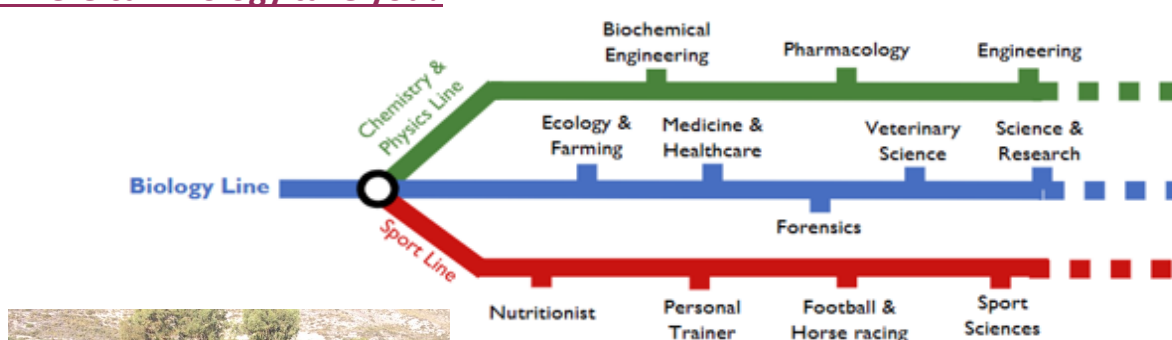 Biochemical
Engineering
Pharmacology
Engineering
Chemistry &
Physics Line
Ecology &
Farming
Medicine &
Healthcare
Veterinary
Science
Science &
Research
Biology Line
Forensics
Sport Line
Nutritionist
Personal
Trainer
Football &
Horse racing
Sport
Sciences